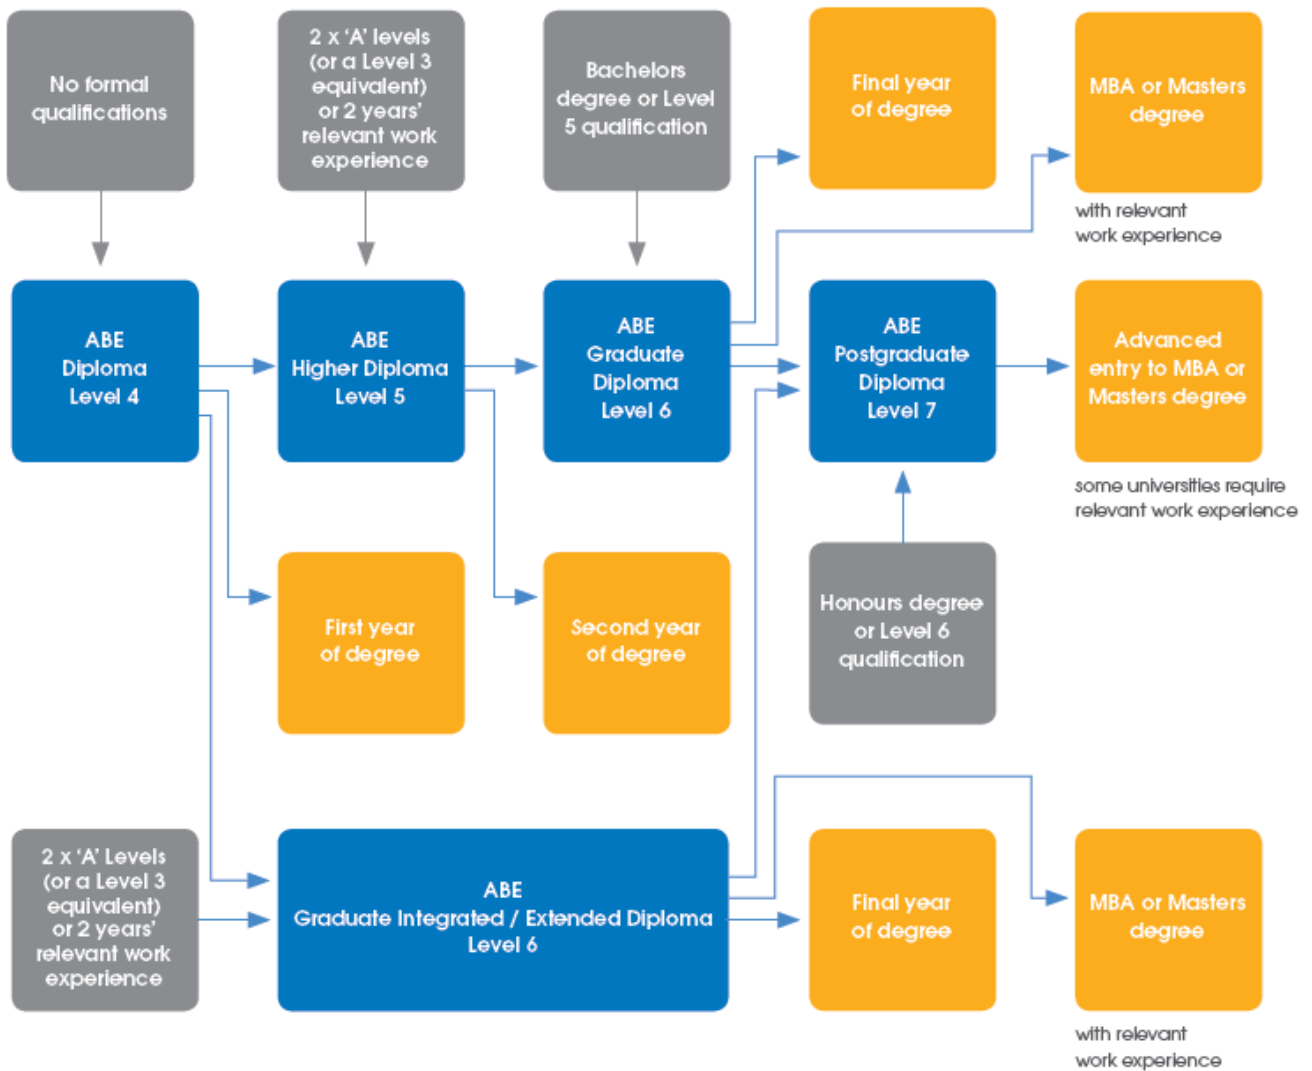 No formal
qualifications
2 x ‘A’ levels
(or a Level 3
equivalent)
or 2 years’
relevant work
experience
Bachelors
degree or Level
5 qualification
Final year
of degree
MBA or Masters
degree
with relevant
work experience
ABE
Diploma
Level 4
ABE
Higher Diploma
Level 5
ABE
Graduate
Diploma
Level 6
ABE
Postgraduate
Diploma
Level 7
Advanced
entry to MBA or
Masters degree
some universities require
relevant work experience
First year
of degree
Second year
of degree
Honours degree
or Level 6
qualification
2 x ‘A’ Levels
(or a Level 3
equivalent)
or 2 years’
relevant work
experience
ABE
Graduate Integrated / Extended Diploma
Level 6
Final year
of degree
MBA or Masters
degree
with relevant
work experience